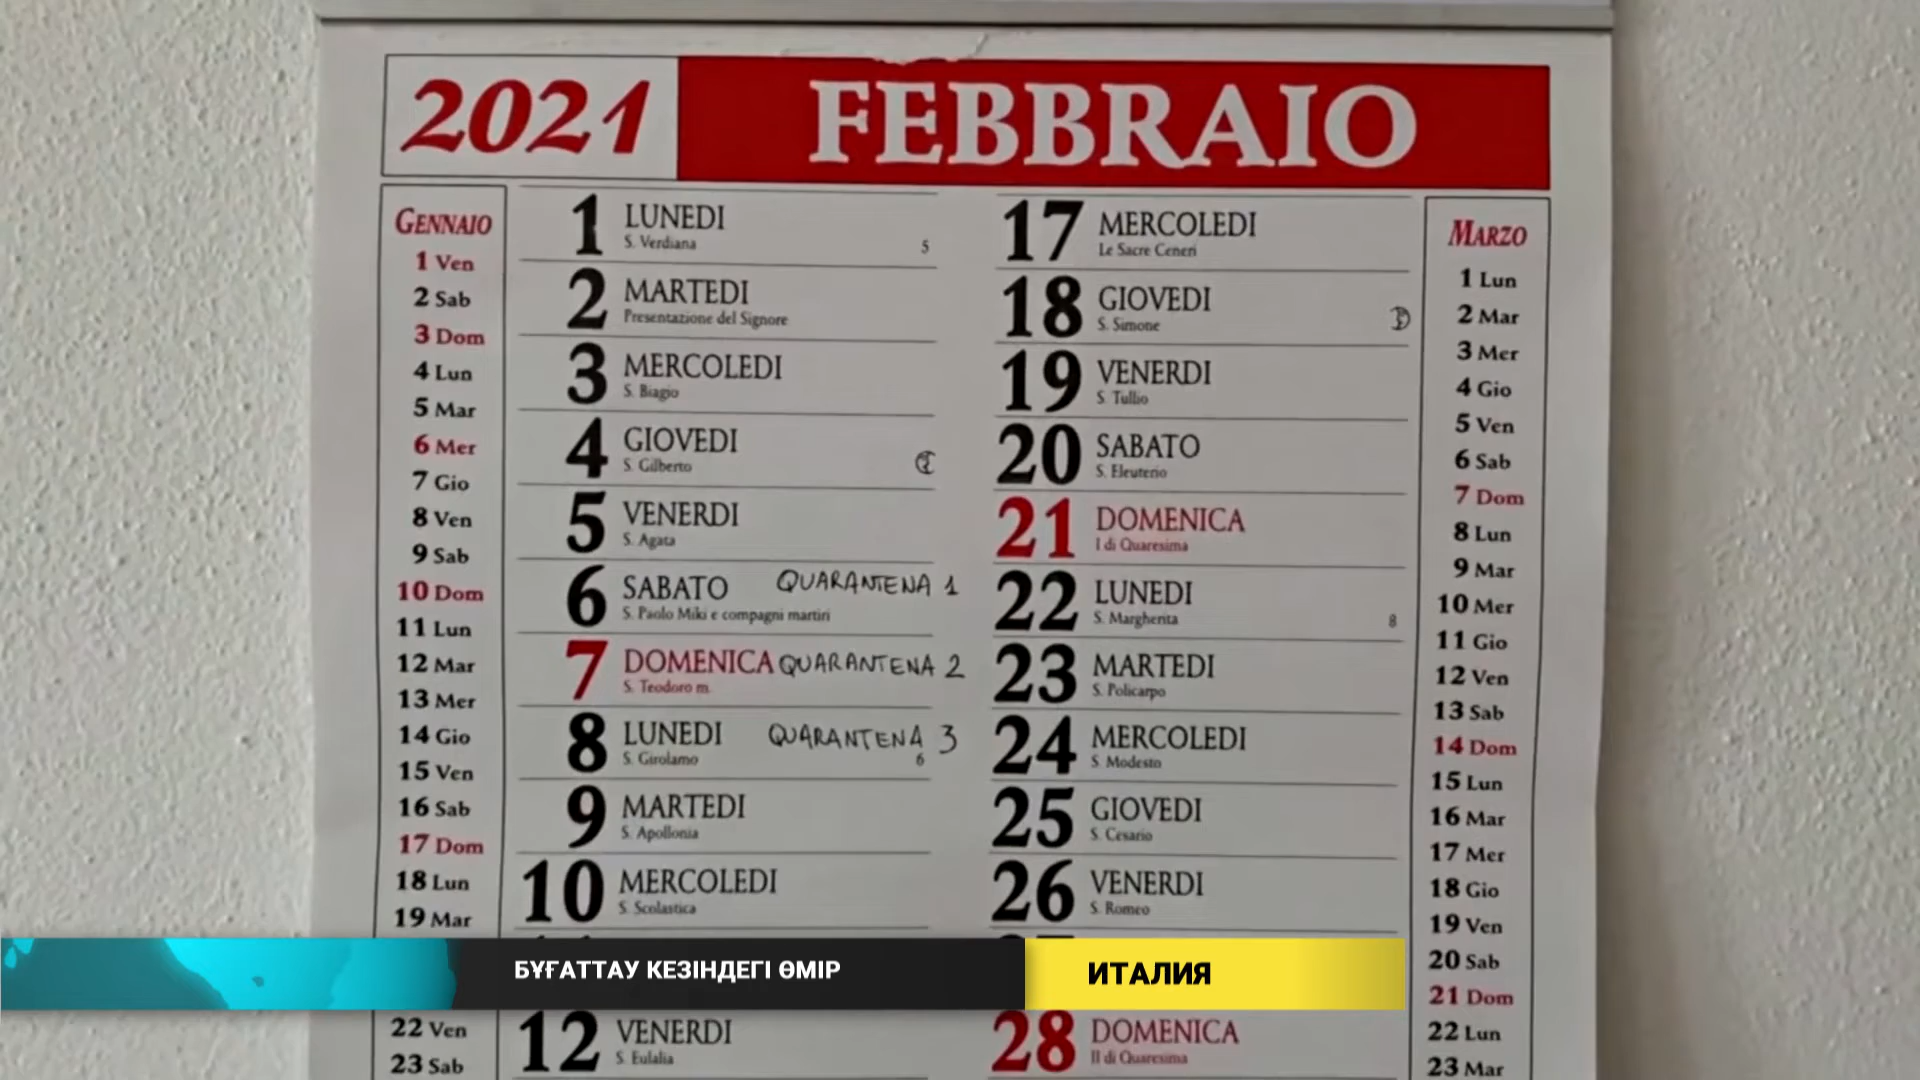 2021 FEBBRAIO
GENNAIO
1 Ven
2 Sab
3 Dom
4 Lun
5 Mar
6 Mer
7 Gio
8 Ven
9 Sab
10 Dom
11 Lun
12 Mar
13 Mer
14 Gio
15 Ven
16 Sab
17 Dom
18 Lun
19 Mar
22 Ven
23 Sab
1 LUNEDI
S. Verdiana 5
2 MARTEDI
Presentazione del Signore
3 MERCOLEDI
S. Biagio
4 GIOVEDI
S. Gilberto
5 VENERDI
S. Agata
6 SABATO QUARANTENA 1
S. Paolo Miki e compagni martiri
7 DOMENICA QUARANTENA 2
S. Teodoro m.
8 LUNEDI QUARANTENA 3
S. Girolamo 6
9 MARTEDI
S. Apollonia
10 MERCOLEDI
S. Scolastica
12 VENERDI
S. Eulalia
17 MERCOLEDI
Le Sacre Ceneri
18 GIOVEDI
S. Simone
19 VENERDI
S. Tullio
20 SABATO
S. Eleuterio
21 DOMENICA
I di Quaresima
22 LUNEDI
S. Margherita 8
23 MARTEDI
S. Policarpo
24 MERCOLEDI
S. Modesto
25 GIOVEDI
S. Cesario
26 VENERDI
S. Romeo
28 DOMENICA
II di Quaresima
MARZO
1 Lun
2 Mar
3 Mer
4 Gio
5 Ven
6 Sab
7 Dom
8 Lun
9 Mar
10 Mer
11 Gio
12 Ven
13 Sab
14 Dom
15 Lun
16 Mar
17 Mer
18 Gio
19 Ven
20 Sab
21 Dom
22 Lun
23 Mar
БҰҒАТТАУ КЕЗІНДЕГІ ӨМІР
ИТАЛИЯ